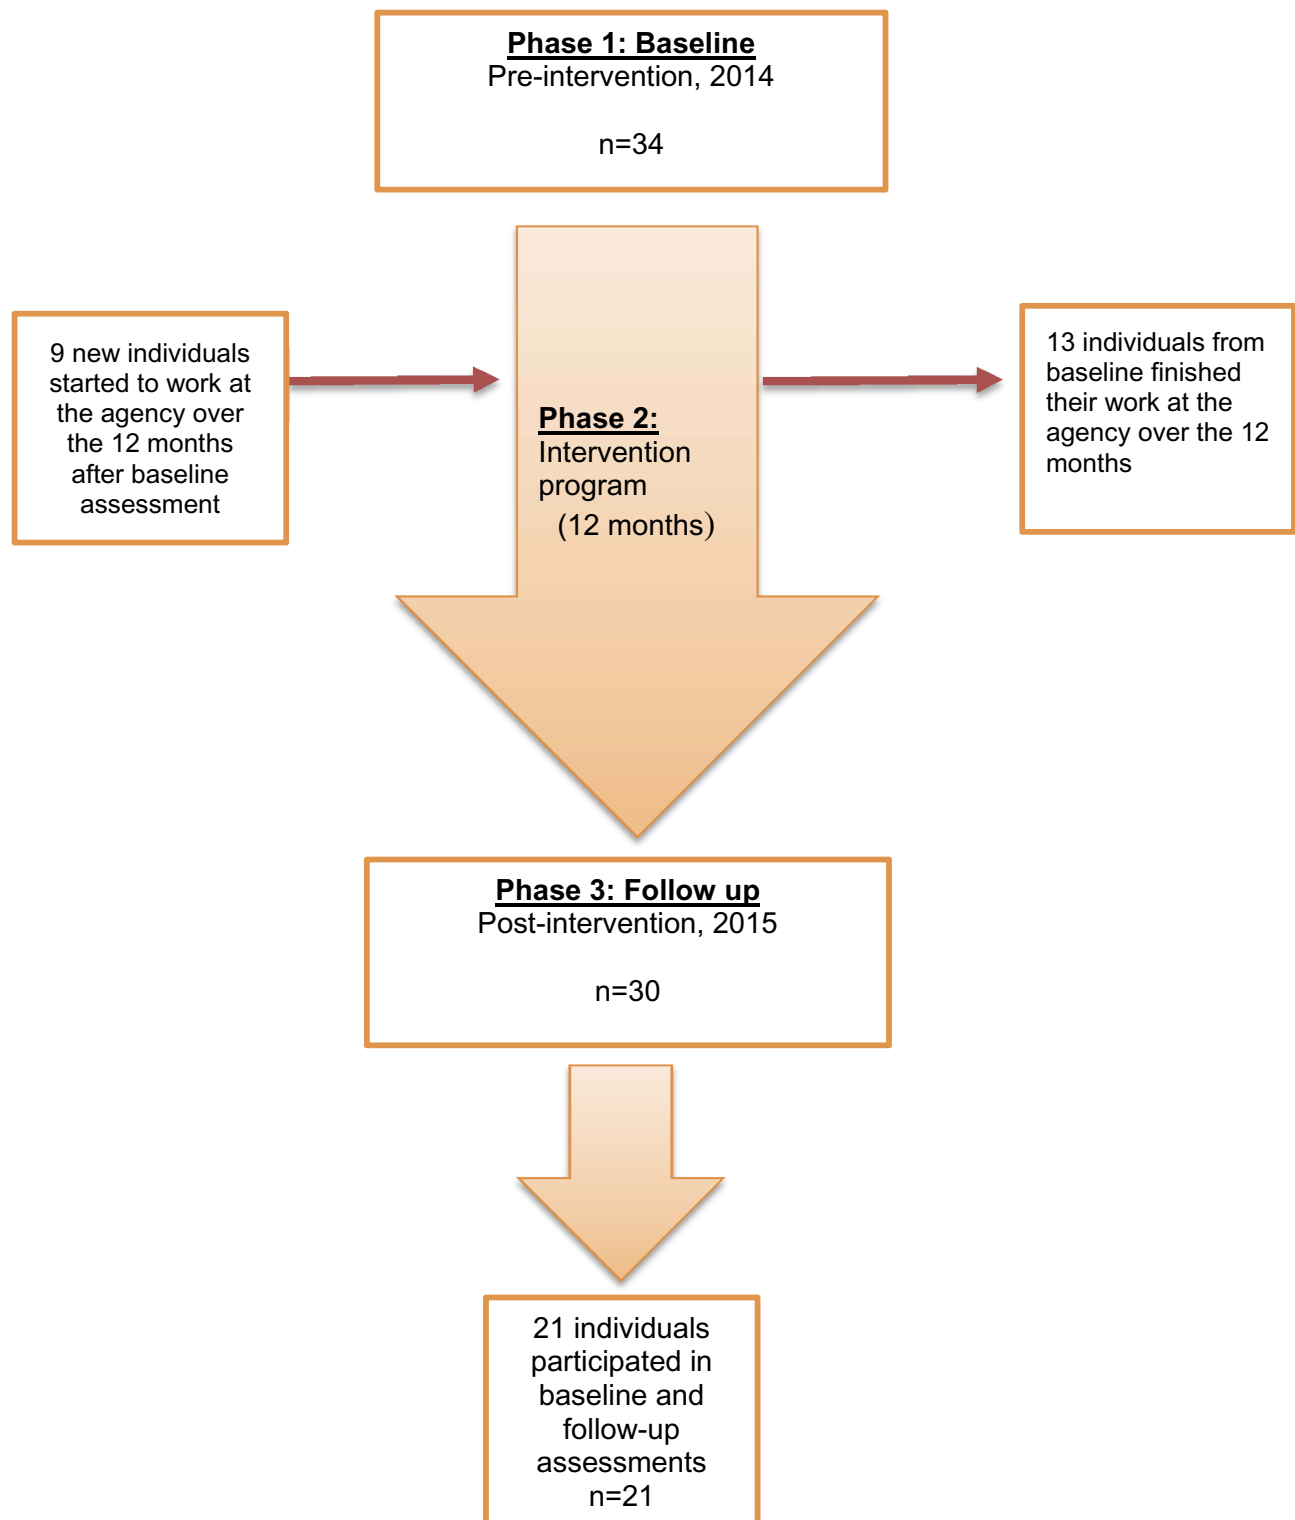 Phase 1: Baseline
Pre-intervention, 2014
n=34
9 new individuals
started to work at
the agency over
the 12 months
after baseline
assessment
Phase 2:
Intervention
program
(12 months)
13 individuals from
baseline finished
their work at the
agency over the 12
months
Phase 3: Follow up
Post-intervention, 2015
n=30
21 individuals
participated in
baseline and
follow-up
assessments
n=21